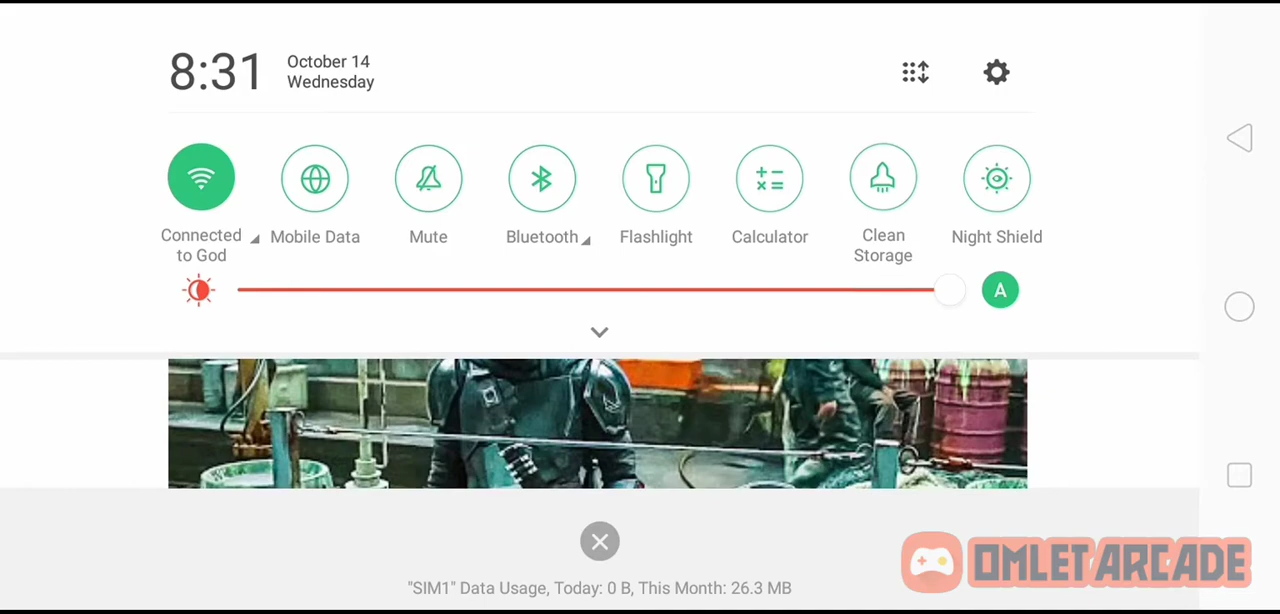 8:31
October 14
Wednesday
Connected
to God
Mobile Data
Mute
Bluetooth
Flashlight
Calculator
Clean
Storage
Night Shield
A
"SIM1" Data Usage, Today: 0 B, This Month: 26.3 MB
OMLET ARCADE